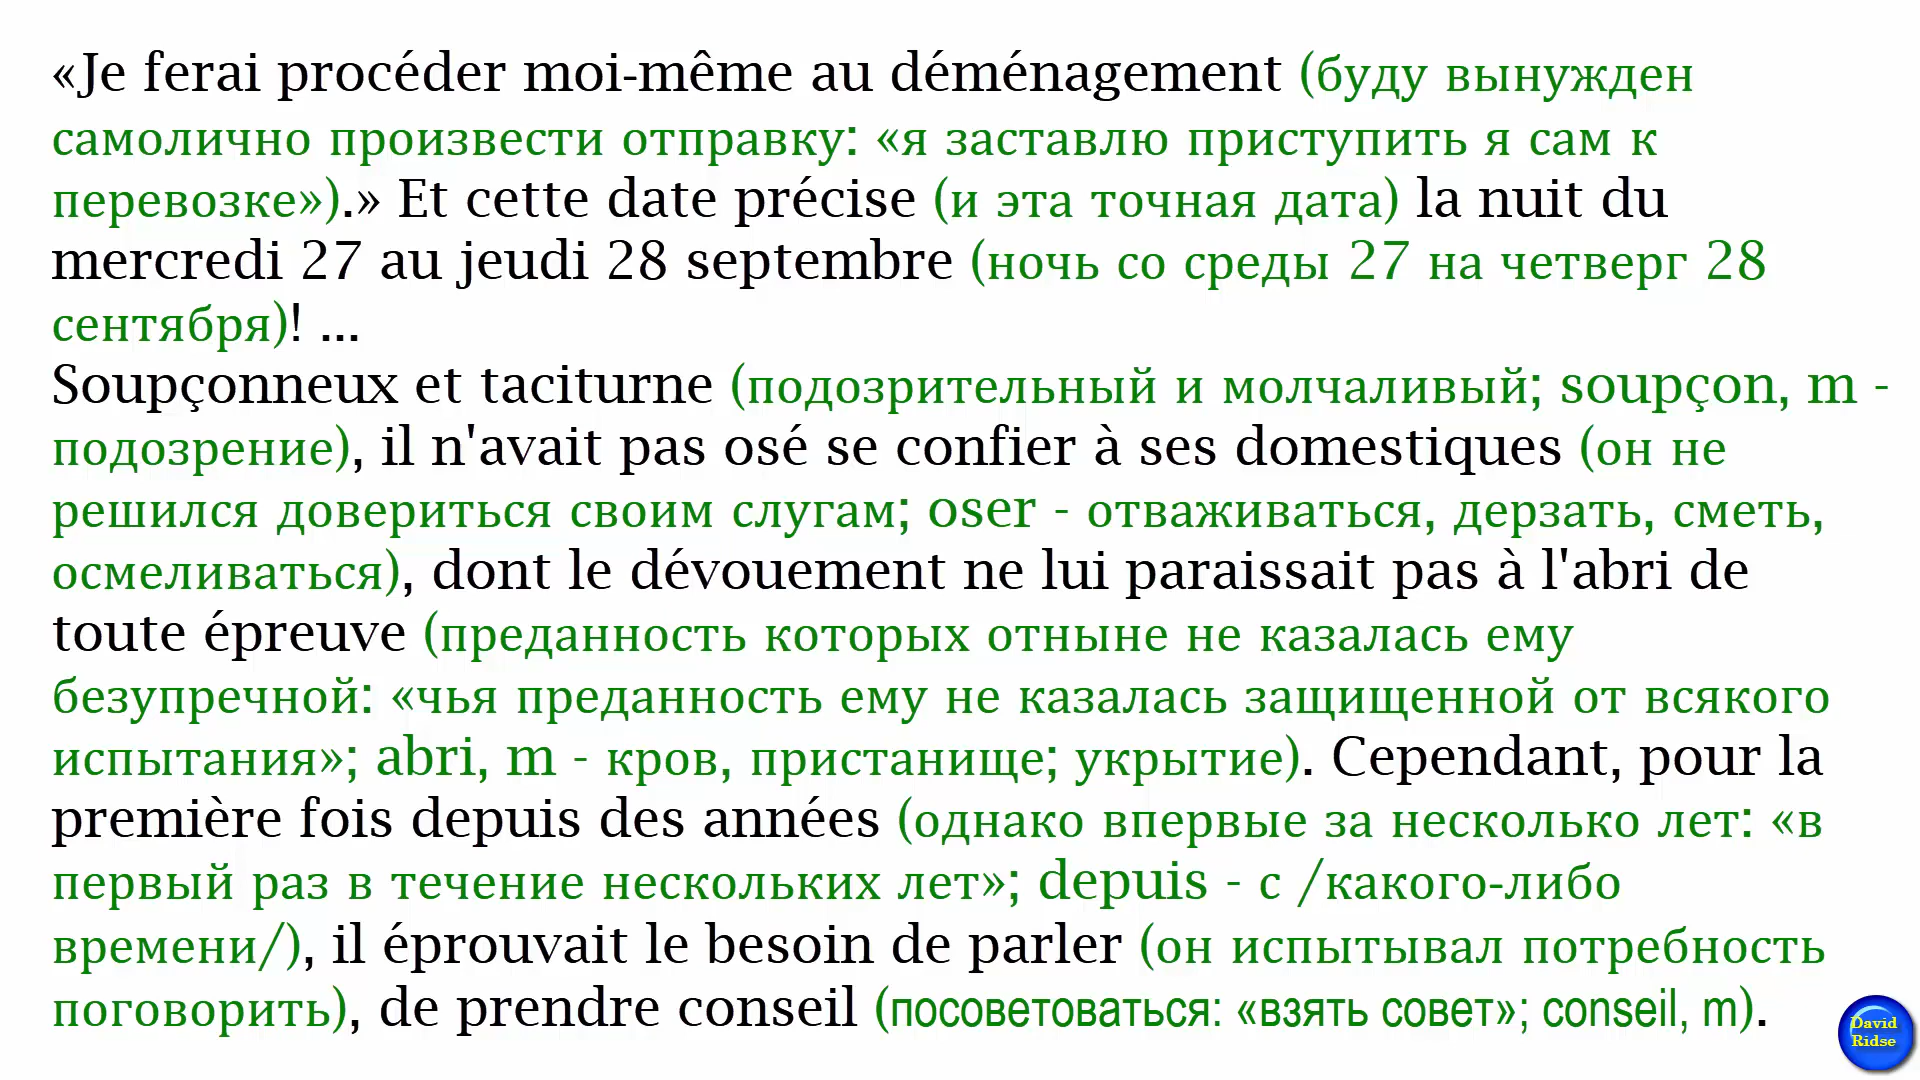 «Je ferai procéder moi-même au déménagement (буду вынужден
самолично произвести отправку: «я заставлю приступить я сам к
перевозке»).» Et cette date précise (и эта точная дата) la nuit du
mercredi 27 au jeudi 28 septembre (ночь со среды 27 на четверг 28
сентября)! ...
Soupçonneux et taciturne (подозрительный и молчаливый; soupçon, m -
подозрение), il n'avait pas osé se confier à ses domestiques (он не
решился довериться своим слугам; oser - отваживаться, дерзать, сметь,
осмеливаться), dont le dévouement ne lui paraissait pas à l'abri de
toute épreuve (преданность которых отныне не казалась ему
безупречной: «чья преданность ему не казалась защищенной от всякого
испытания»; abri, m - кров, пристанище; укрытие). Cependant, pour la
première fois depuis des années (однако впервые за несколько лет: «в
первый раз в течение нескольких лет»; depuis - с /какого-либо
времени/), il éprouvait le besoin de parler (он испытывал потребность
поговорить), de prendre conseil (посоветоваться: «взять совет»; conseil, m).
David
Ridse